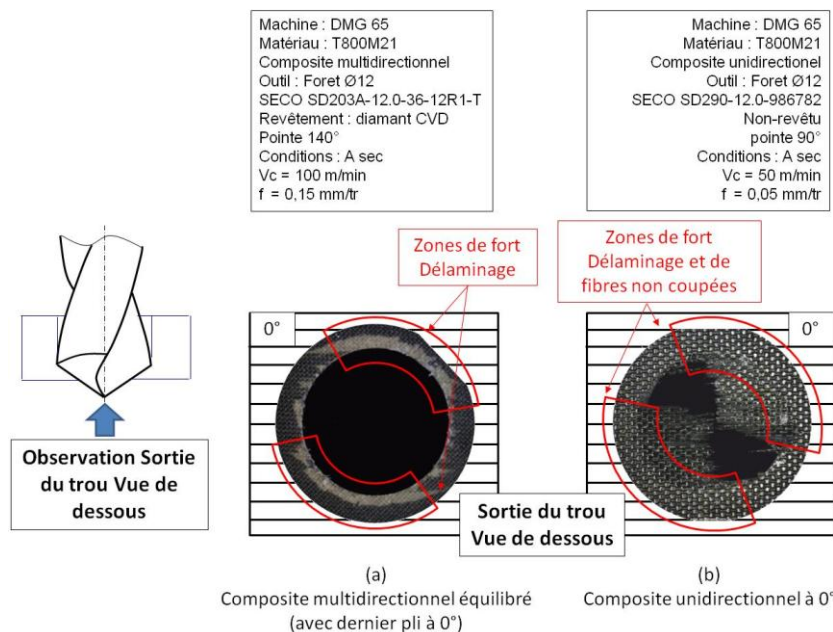 Machine : DMG 65
Matériau : T800M21
Composite multidirectionnel
Outil : Foret Ø12
SECO SD203A-12.0-36-12R1-T
Revêtement : diamant CVD
Pointe 140°
Conditions : A sec
Vc = 100 m/min
f = 0,15 mm/tr
Machine : DMG 65
Matériau : T800M21
Composite unidirectionel
Outil : Foret Ø12
SECO SD290-12.0-986782
Non-revêtu
pointe 90°
Conditions : A sec
Vc = 50 m/min
f = 0,05 mm/tr
Zones de fort
Délaminage
Zones de fort
Délaminage et de
fibres non coupées
0°
0°
Observation Sortie
du trou Vue de
dessous
Sortie du trou
Vue de dessous
(a)
Composite multidirectionnel équilibré
(avec dernier pli à 0°)
(b)
Composite unidirectionnel à 0°